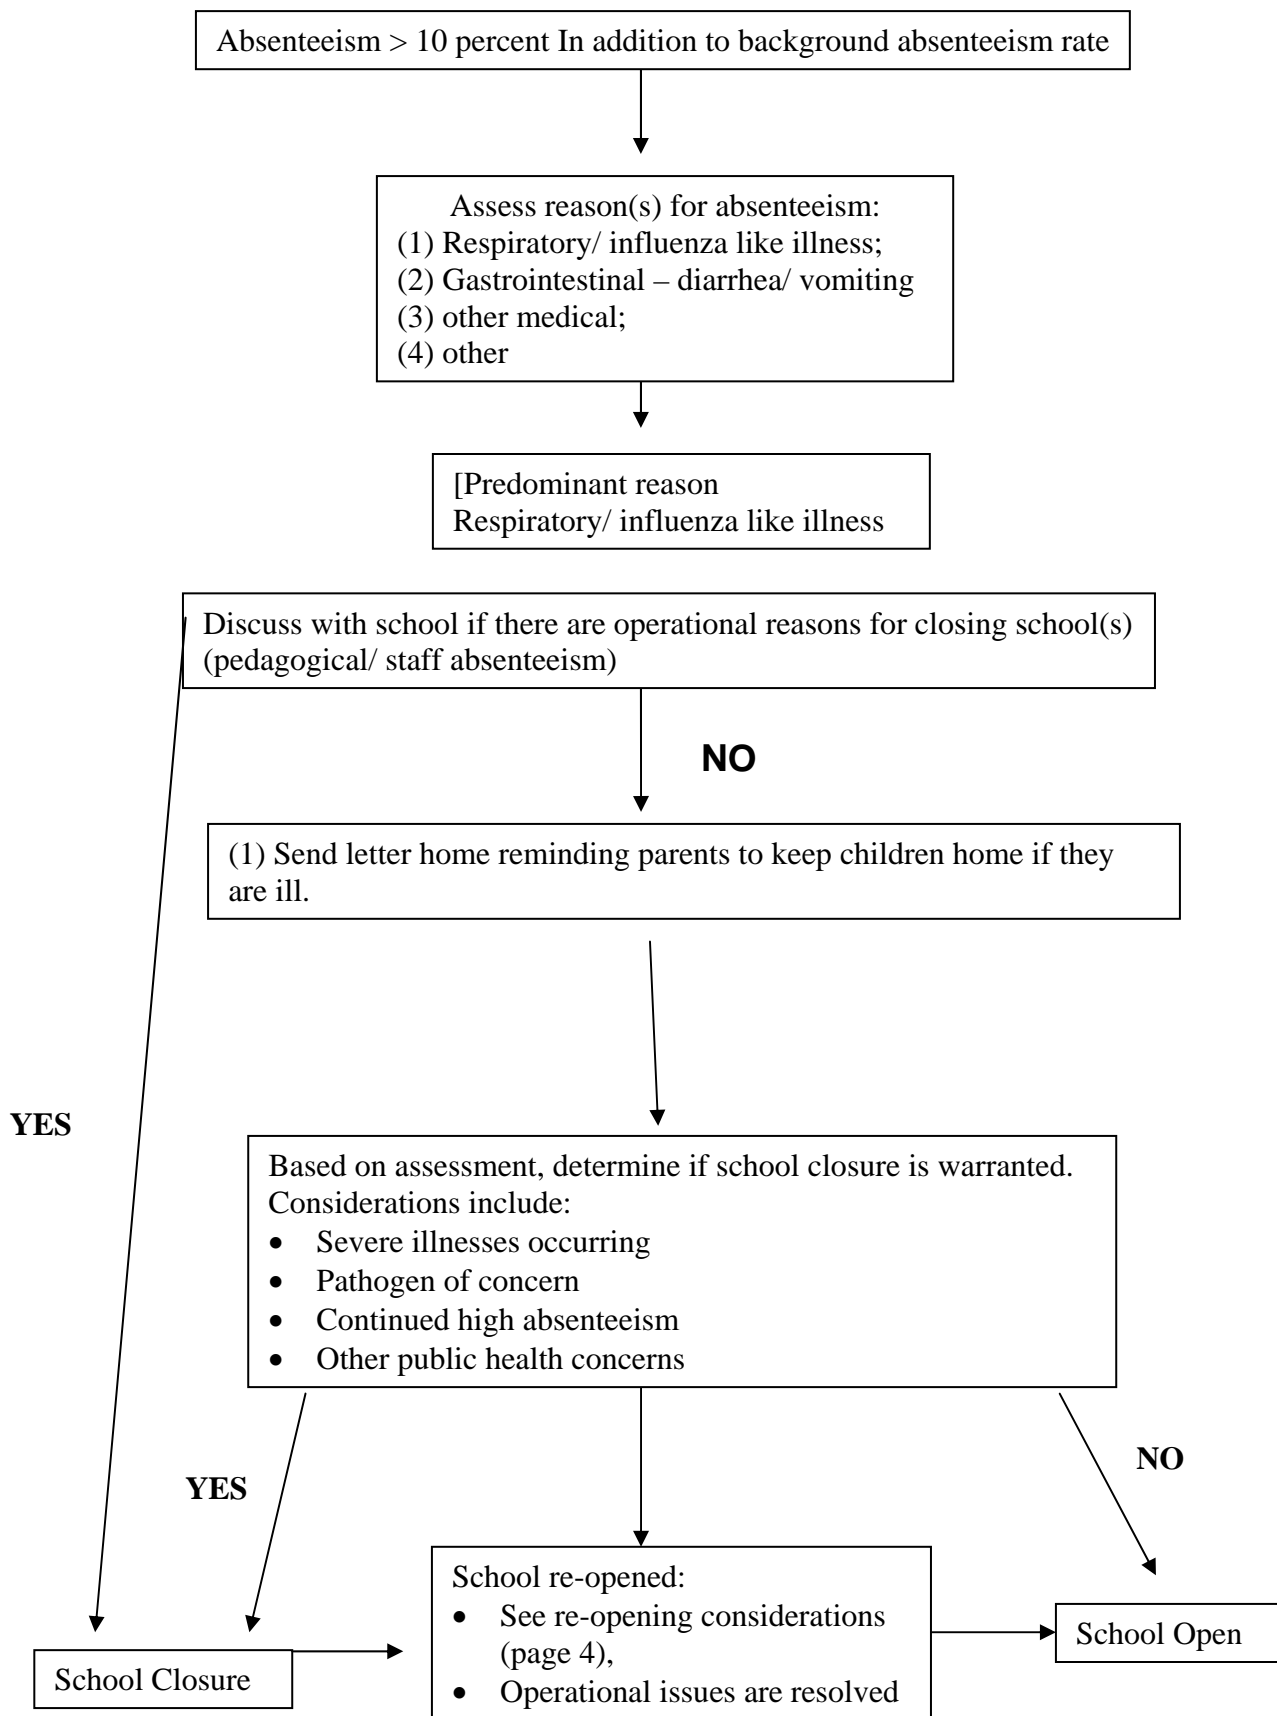 Absenteeism > 10 percent In addition to background absenteeism rate
Assess reason(s) for absenteeism:
(1) Respiratory/ influenza like illness;
(2) Gastrointestinal – diarrhea/ vomiting
(3) other medical;
(4) other
[Predominant reason
Respiratory/ influenza like illness
Discuss with school if there are operational reasons for closing school(s)
(pedagogical/ staff absenteeism)
NO
(1) Send letter home reminding parents to keep children home if they
are ill.
YES
Based on assessment, determine if school closure is warranted.
Considerations include:
• Severe illnesses occurring
• Pathogen of concern
• Continued high absenteeism
• Other public health concerns
YES
NO
School Closure
School re-opened:
• See re-opening considerations
(page 4),
• Operational issues are resolved
School Open